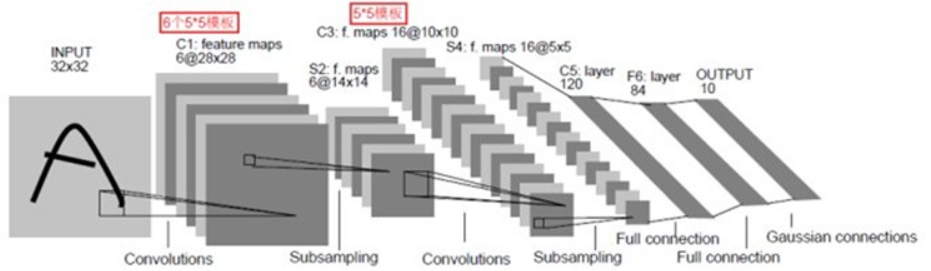 6个5*5模板
5*5模板
INPUT
32x32
C1: feature maps
6@28x28
S2: f. maps
6@14x14
C3: f. maps 16@10x10
S4: f. maps 16@5x5
C5: layer
120
F6: layer
84
OUTPUT
10
Convolutions
Subsampling
Convolutions
Subsampling
Full connection
Full connection
Gaussian connections